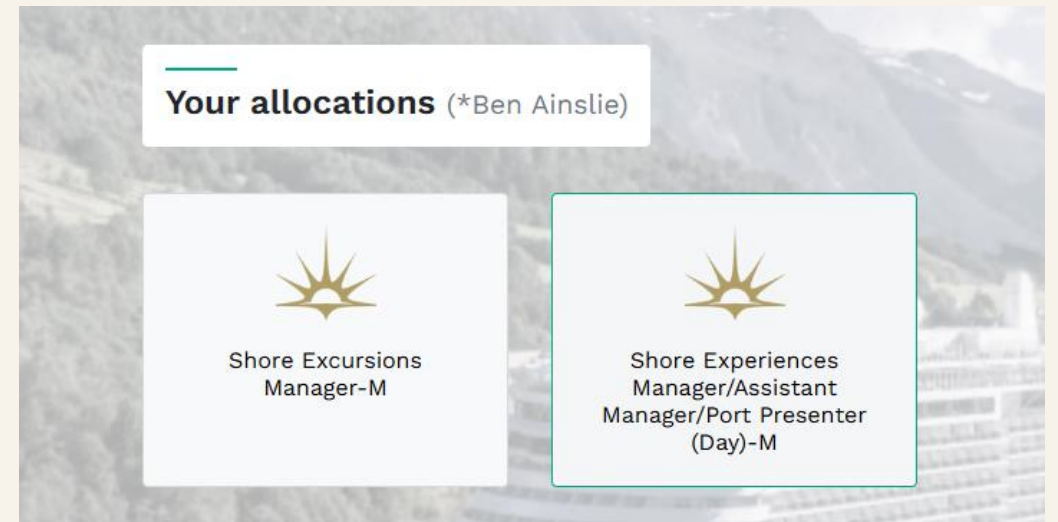 Your allocations (*Ben Ainslie)
Shore Excursions
Manager-M
Shore Experiences
Manager/Assistant
Manager/Port Presenter
(Day)-M